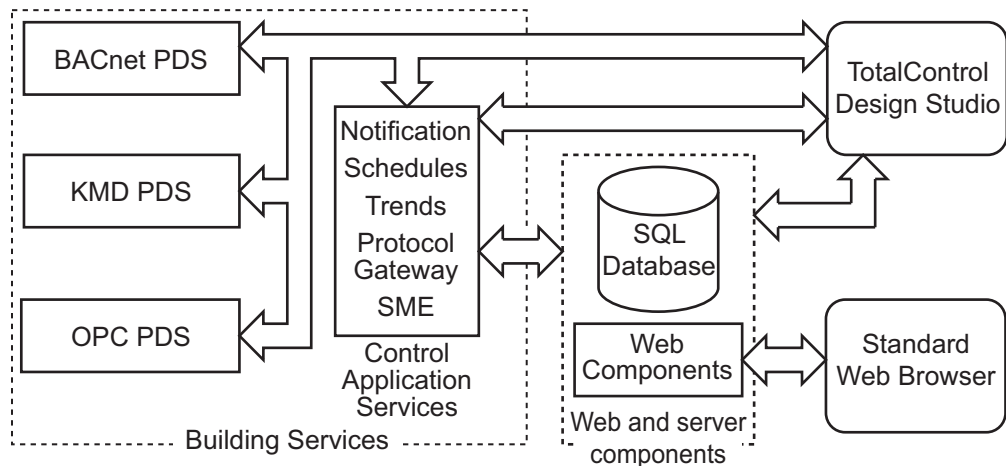 BACnet PDS
KMD PDS
OPC PDS
Notification
Schedules
Trends
Protocol
Gateway
SME
Control
Application
Services
Building Services
SQL
Database
Web
Components
Web and server
components
TotalControl
Design Studio
Standard
Web Browser